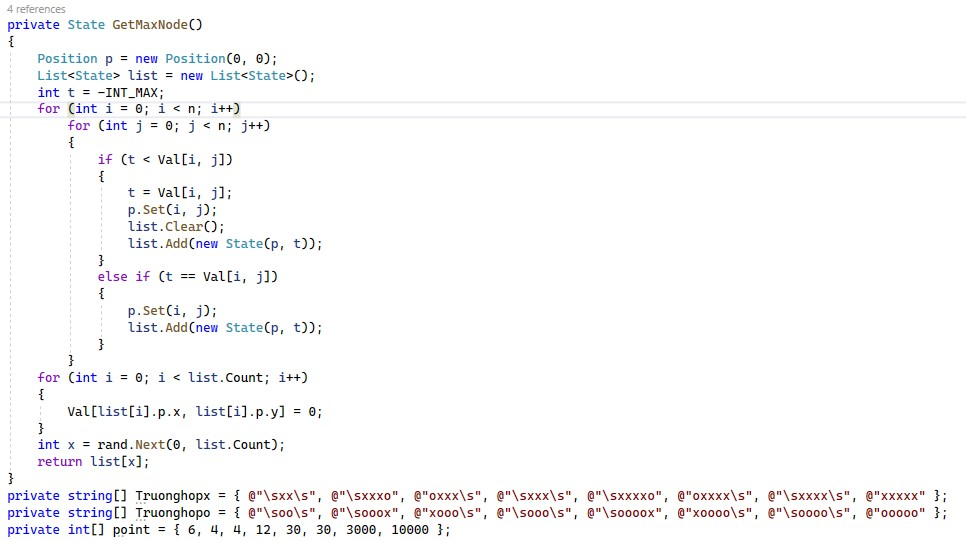 4 references
private State GetMaxNode()
{
    Position p = new Position(0, 0);
    List<State> list = new List<State>();
    int t = -INT_MAX;
    for (int i = 0; i < n; i++)
        for (int j = 0; j < n; j++)
        {
            if (t < Val[i, j])
            {
                t = Val[i, j];
                p.Set(i, j);
                list.Clear();
                list.Add(new State(p, t));
            }
            else if (t == Val[i, j])
            {
                p.Set(i, j);
                list.Add(new State(p, t));
            }
        }
    for (int i = 0; i < list.Count; i++)
    {
        Val[list[i].p.x, list[i].p.y] = 0;
    }
    int x = rand.Next(0, list.Count);
    return list[x];
}
private string[] Truonghopx = { @"\sxx\s", @"\sxxxo", @"oxxx\s", @"\sxxx\s", @"\sxxxxo", @"oxxxx\s", @"\sxxxx\s", @"xxxxx" };
private string[] Truonghopo = { @"\soo\s", @"\sooox", @"xooo\s", @"\sooo\s", @"\soooox", @"xoooo\s", @"\soooo\s", @"ooooo" };
private int[] point = { 6, 4, 4, 12, 30, 30, 3000, 10000 };